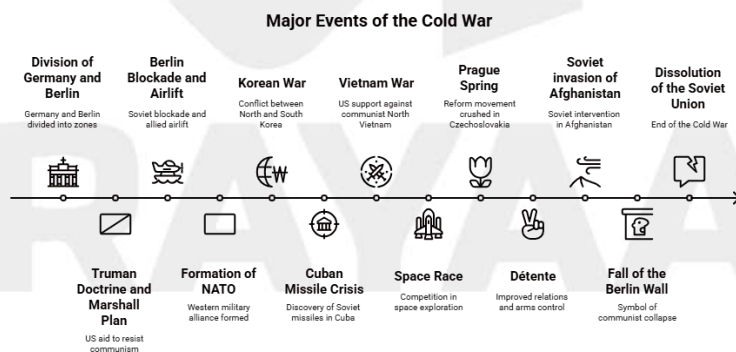 Major Events of the Cold War
Division of
Germany and
Berlin
Germany and Berlin
divided into zones
Berlin
Blockade and
Airlift
Soviet blockade and
allied airlift
Korean War
Conflict between
North and South
Korea
Vietnam War
US support against
communist North
Vietnam
Prague
Spring
Reform movement
crushed in
Czechoslovakia
Soviet
invasion of
Afghanistan
Soviet intervention
in Afghanistan
Dissolution
of the Soviet
Union
End of the Cold War
Truman
Doctrine and
Marshall
Plan
US aid to resist
communism
Formation of
NATO
Western military
alliance formed
Cuban
Missile Crisis
Discovery of Soviet
missiles in Cuba
Space Race
Competition in
space exploration
Détente
Improved relations
and arms control
Fall of the
Berlin Wall
Symbol of
communist collapse